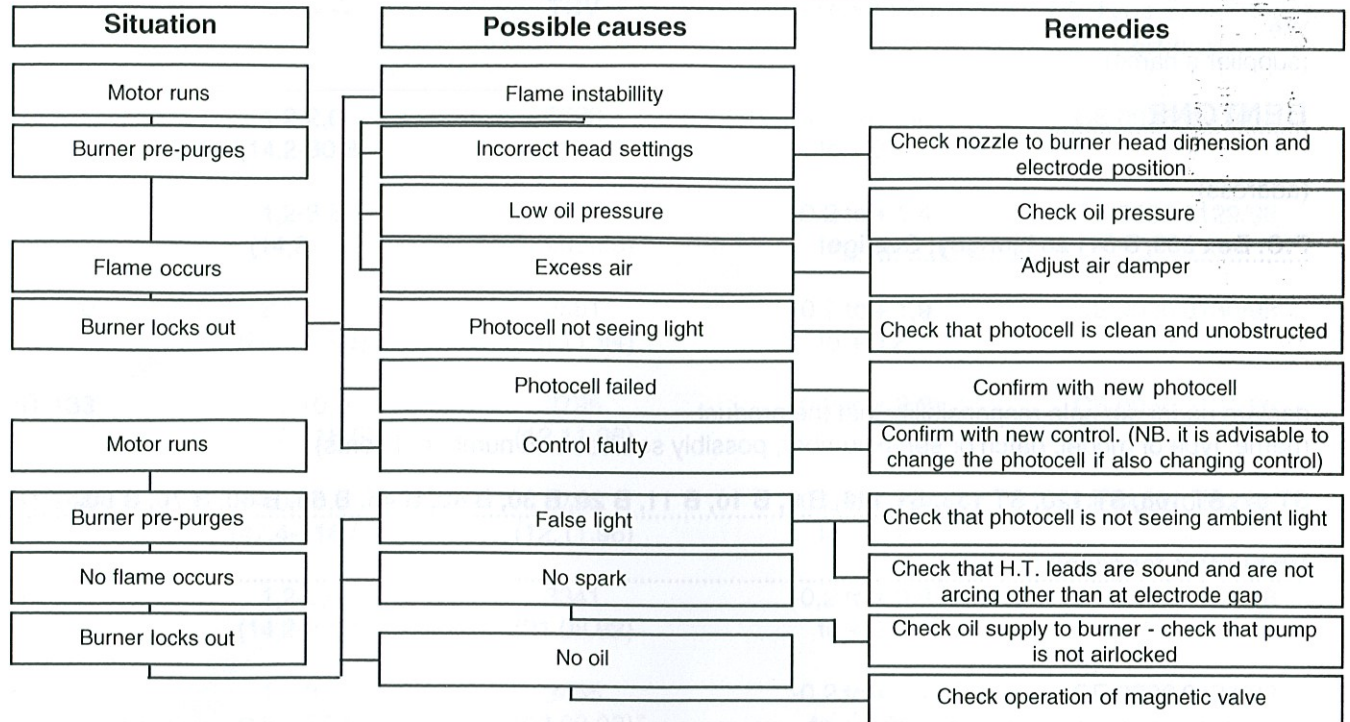 Situation
Possible causes
Remedies
Motor runs
Flame instabillity
Burner pre-purges
Incorrect head settings
Check nozzle to burner head dimension and
electrode position
Low oil pressure
Check oil pressure
Flame occurs
Excess air
Adjust air damper
Burner locks out
Photocell not seeing light
Check that photocell is clean and unobstructed
Photocell failed
Confirm with new photocell
Motor runs
Control faulty
Confirm with new control. (NB. it is advisable to
change the photocell if also changing control)
Burner pre-purges
False light
Check that photocell is not seeing ambient light
No flame occurs
No spark
Check that H.T. leads are sound and are not
arcing other than at electrode gap
Burner locks out
No oil
Check oil supply to burner - check that pump
is not airlocked
Check operation of magnetic valve